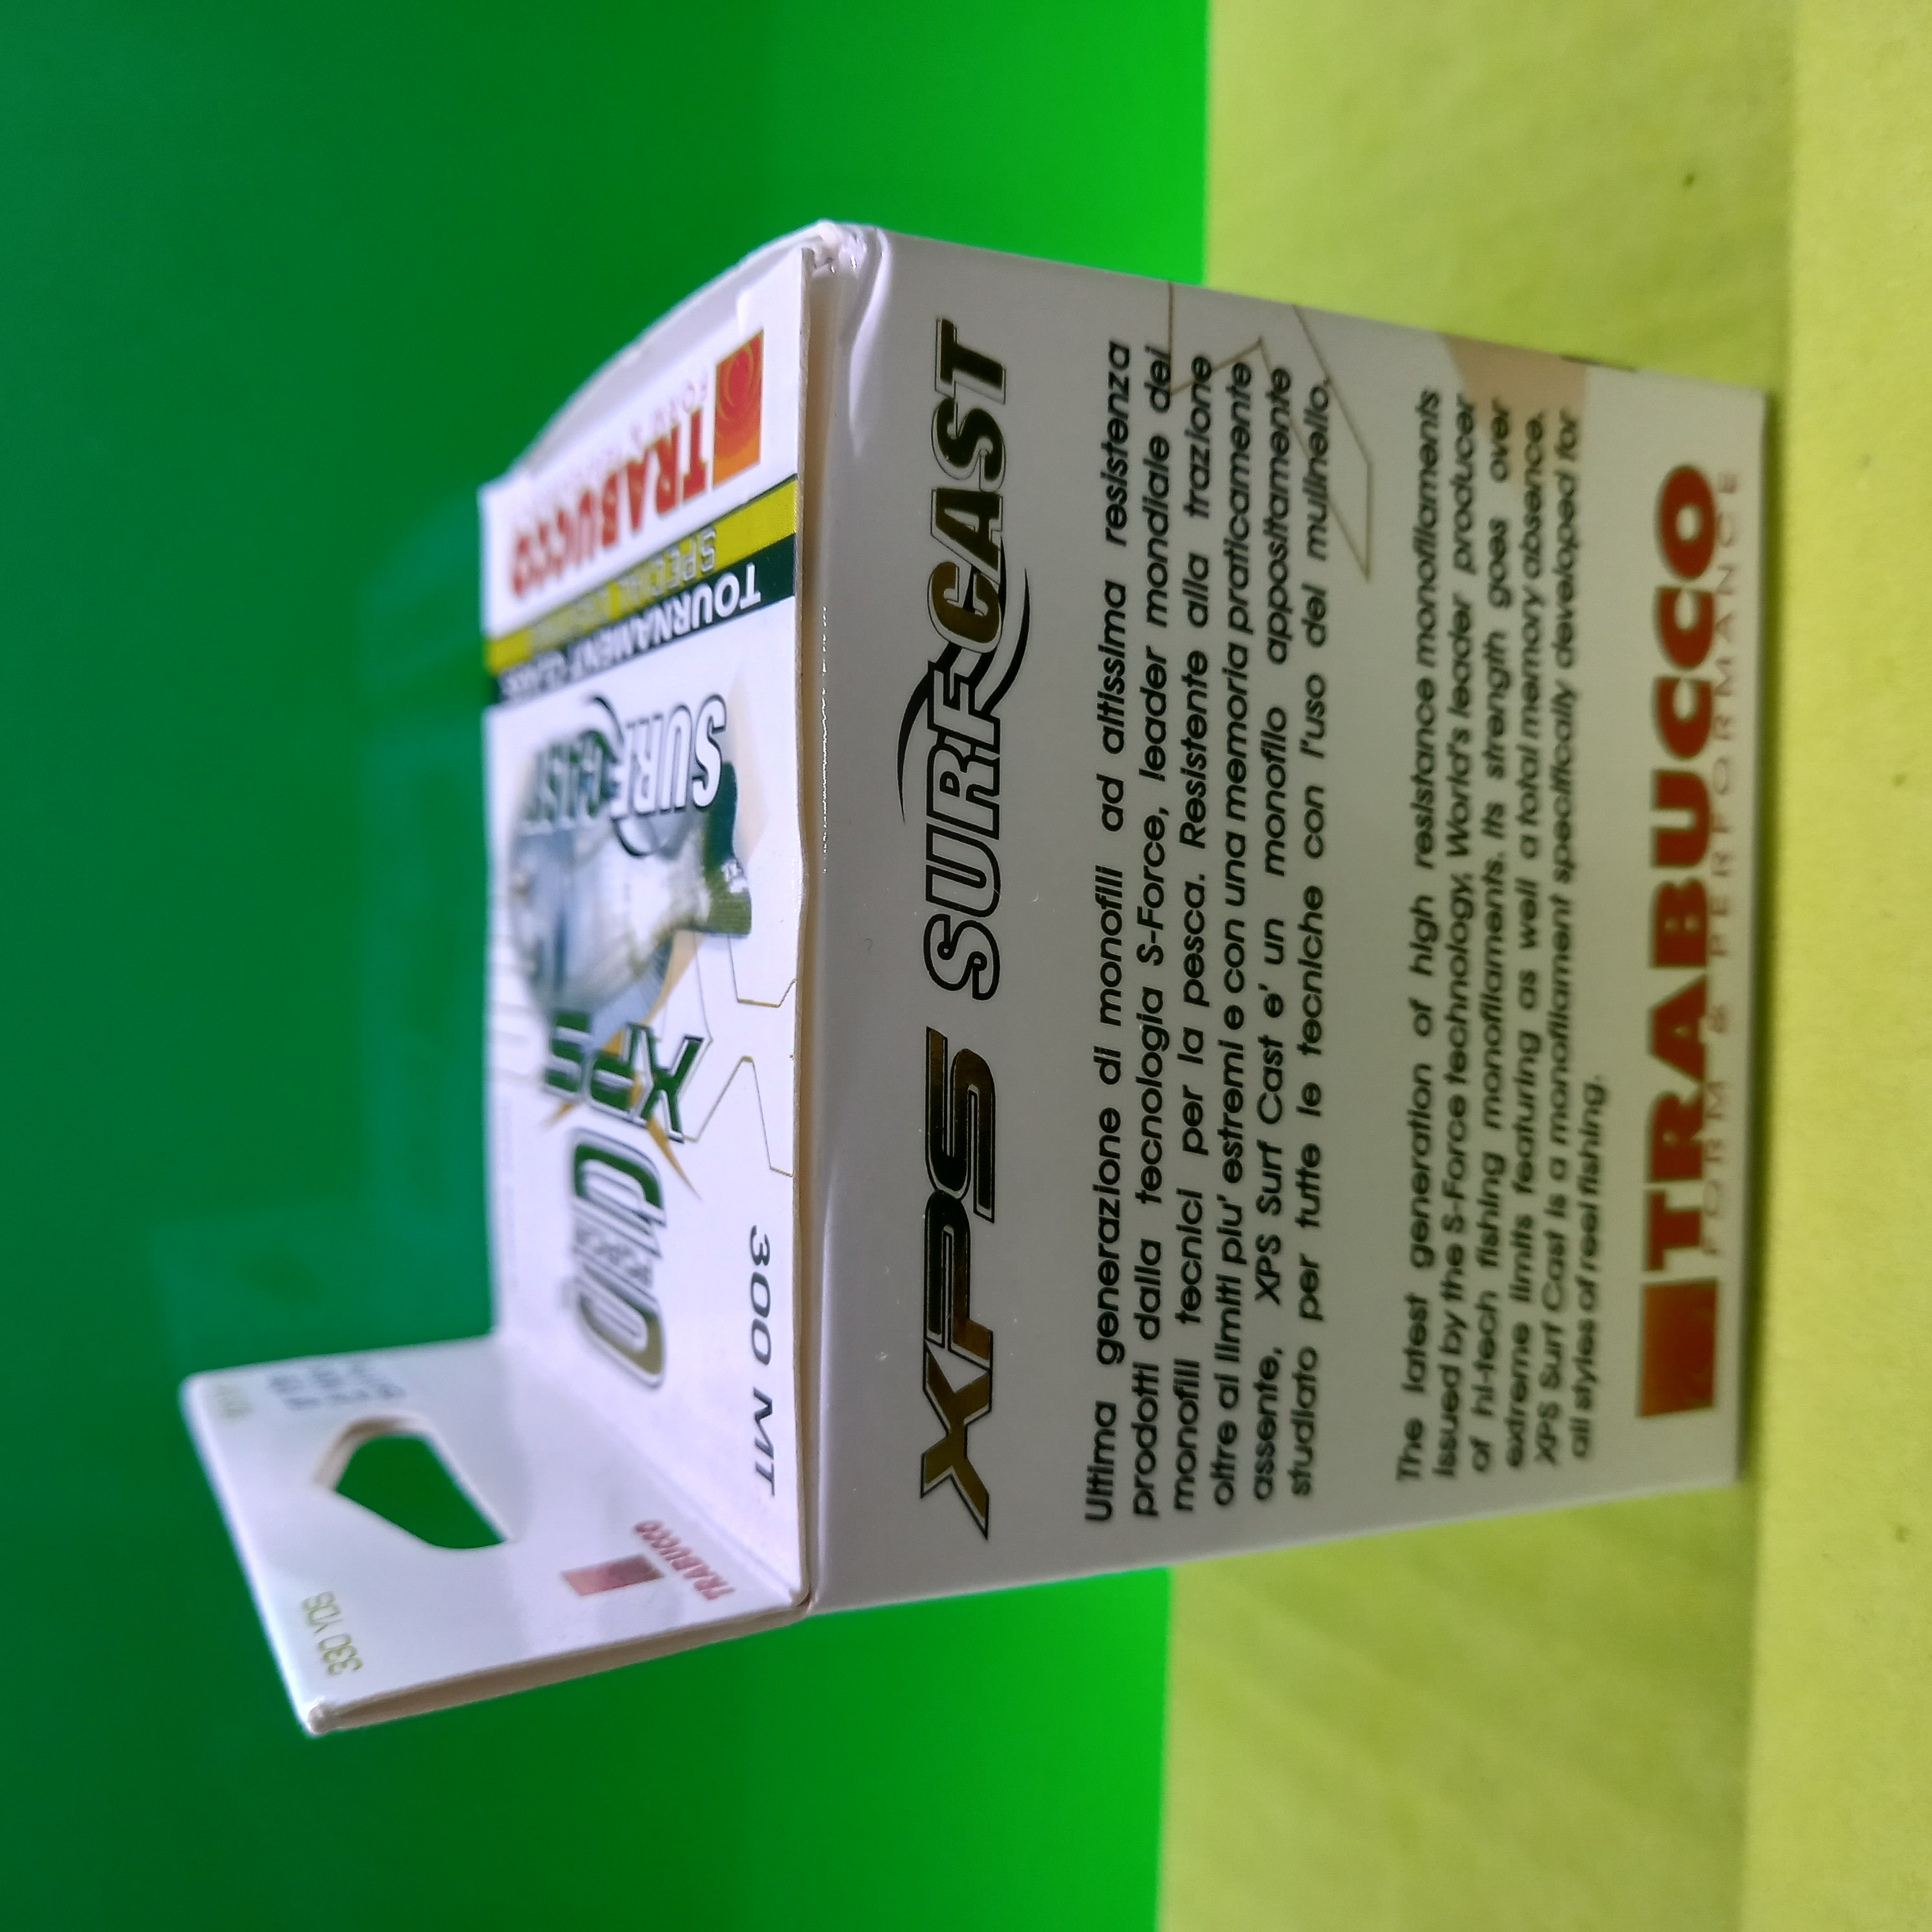 XPS SURF CAST
Ultima generazione di monofili ad altissima resistenza
prodotti dalla tecnologia S-Force, leader mondiale dei
monofili tecnici per la pesca. Resistente alla trazione
oltre ai limiti piu' estremi e con una memoria praticamente
assente, XPS Surf Cast e' un monofilo appositamente
studiato per tutte le tecniche con l'uso del mulinello.
The latest generation of high resistance monofilaments
issued by the S-Force technology, World's leader producer
of hi-tech fishing monofilaments. Its strength goes over
extreme limits featuring as well a total memory absence.
XPS Surf Cast is a monofilament specifically developed for
all styles of reel fishing.
TRABUCCO
FORM & PERFORMANCE
330 YDS
TRABUCCO
300 MT
XPS
SURF CAST
TOURNAMENT CLASS
SPECIAL
TRABUCCO